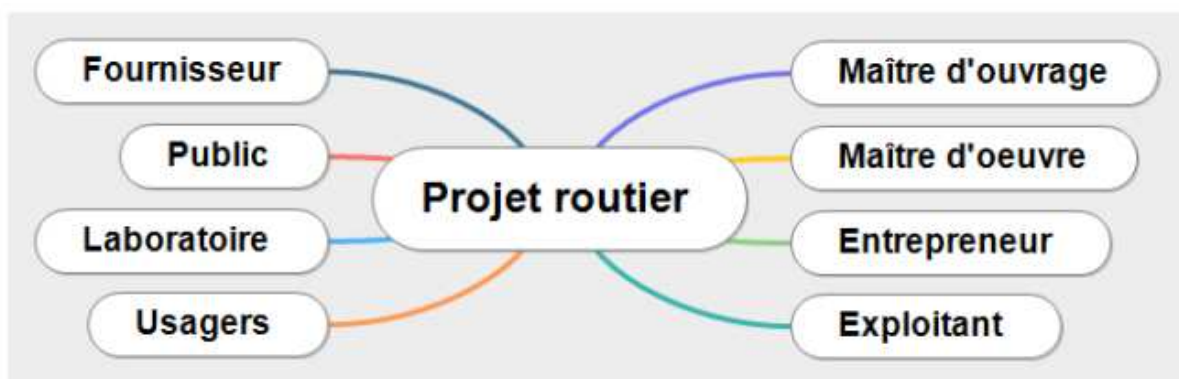 Fournisseur
Public
Laboratoire
Usagers
Projet routier
Maître d'ouvrage
Maître d'oeuvre
Entrepreneur
Exploitant